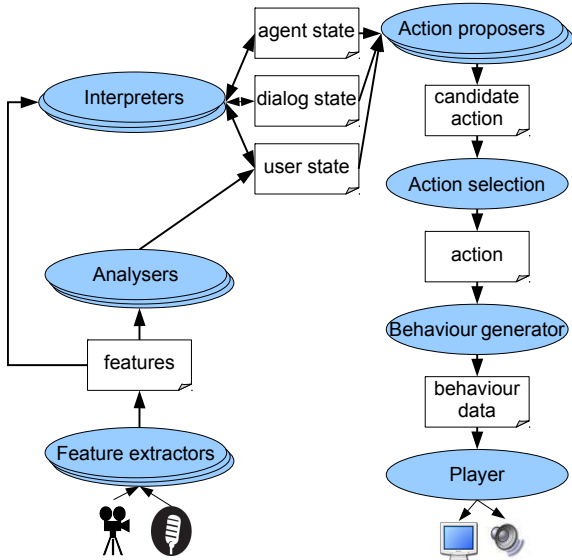 agent state
Action proposers
Interpreters
dialog state
candidate
action
user state
Action selection
Analysers
action
features
Behaviour generator
behaviour
data
Feature extractors
Player